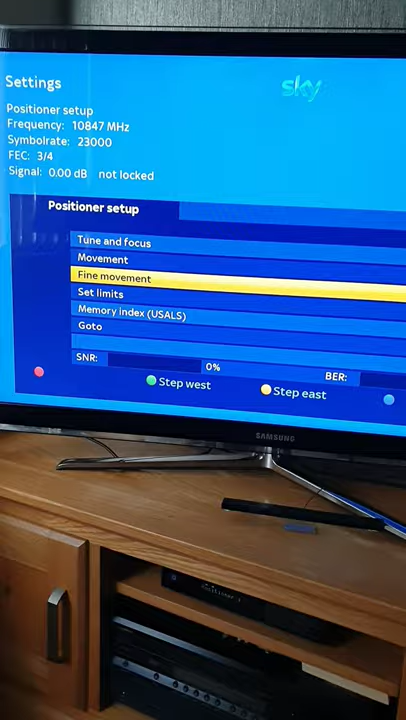 Settings
sky
Positioner setup
Frequency: 10847 MHz
Symbolrate: 23000
FEC: 3/4
Signal: 0.00 dB not locked
Positioner setup
Tune and focus
Movement
Fine movement
Set limits
Memory index (USALS)
Goto
SNR: 0% BER:
Step west Step east
SAMSUNG